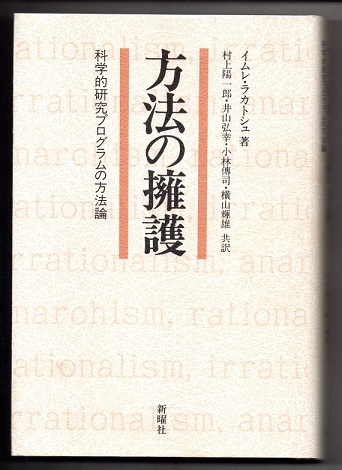 イムレ・ラカトシュ 著
村上陽一郎・井山弘幸・小林傳司・横山輝雄 共訳
方法の擁護
科学的研究プログラムの方法論
irrationalism, anar
anarchism, irratio
rationalism, irrat
irrationalism, anar
新曜社